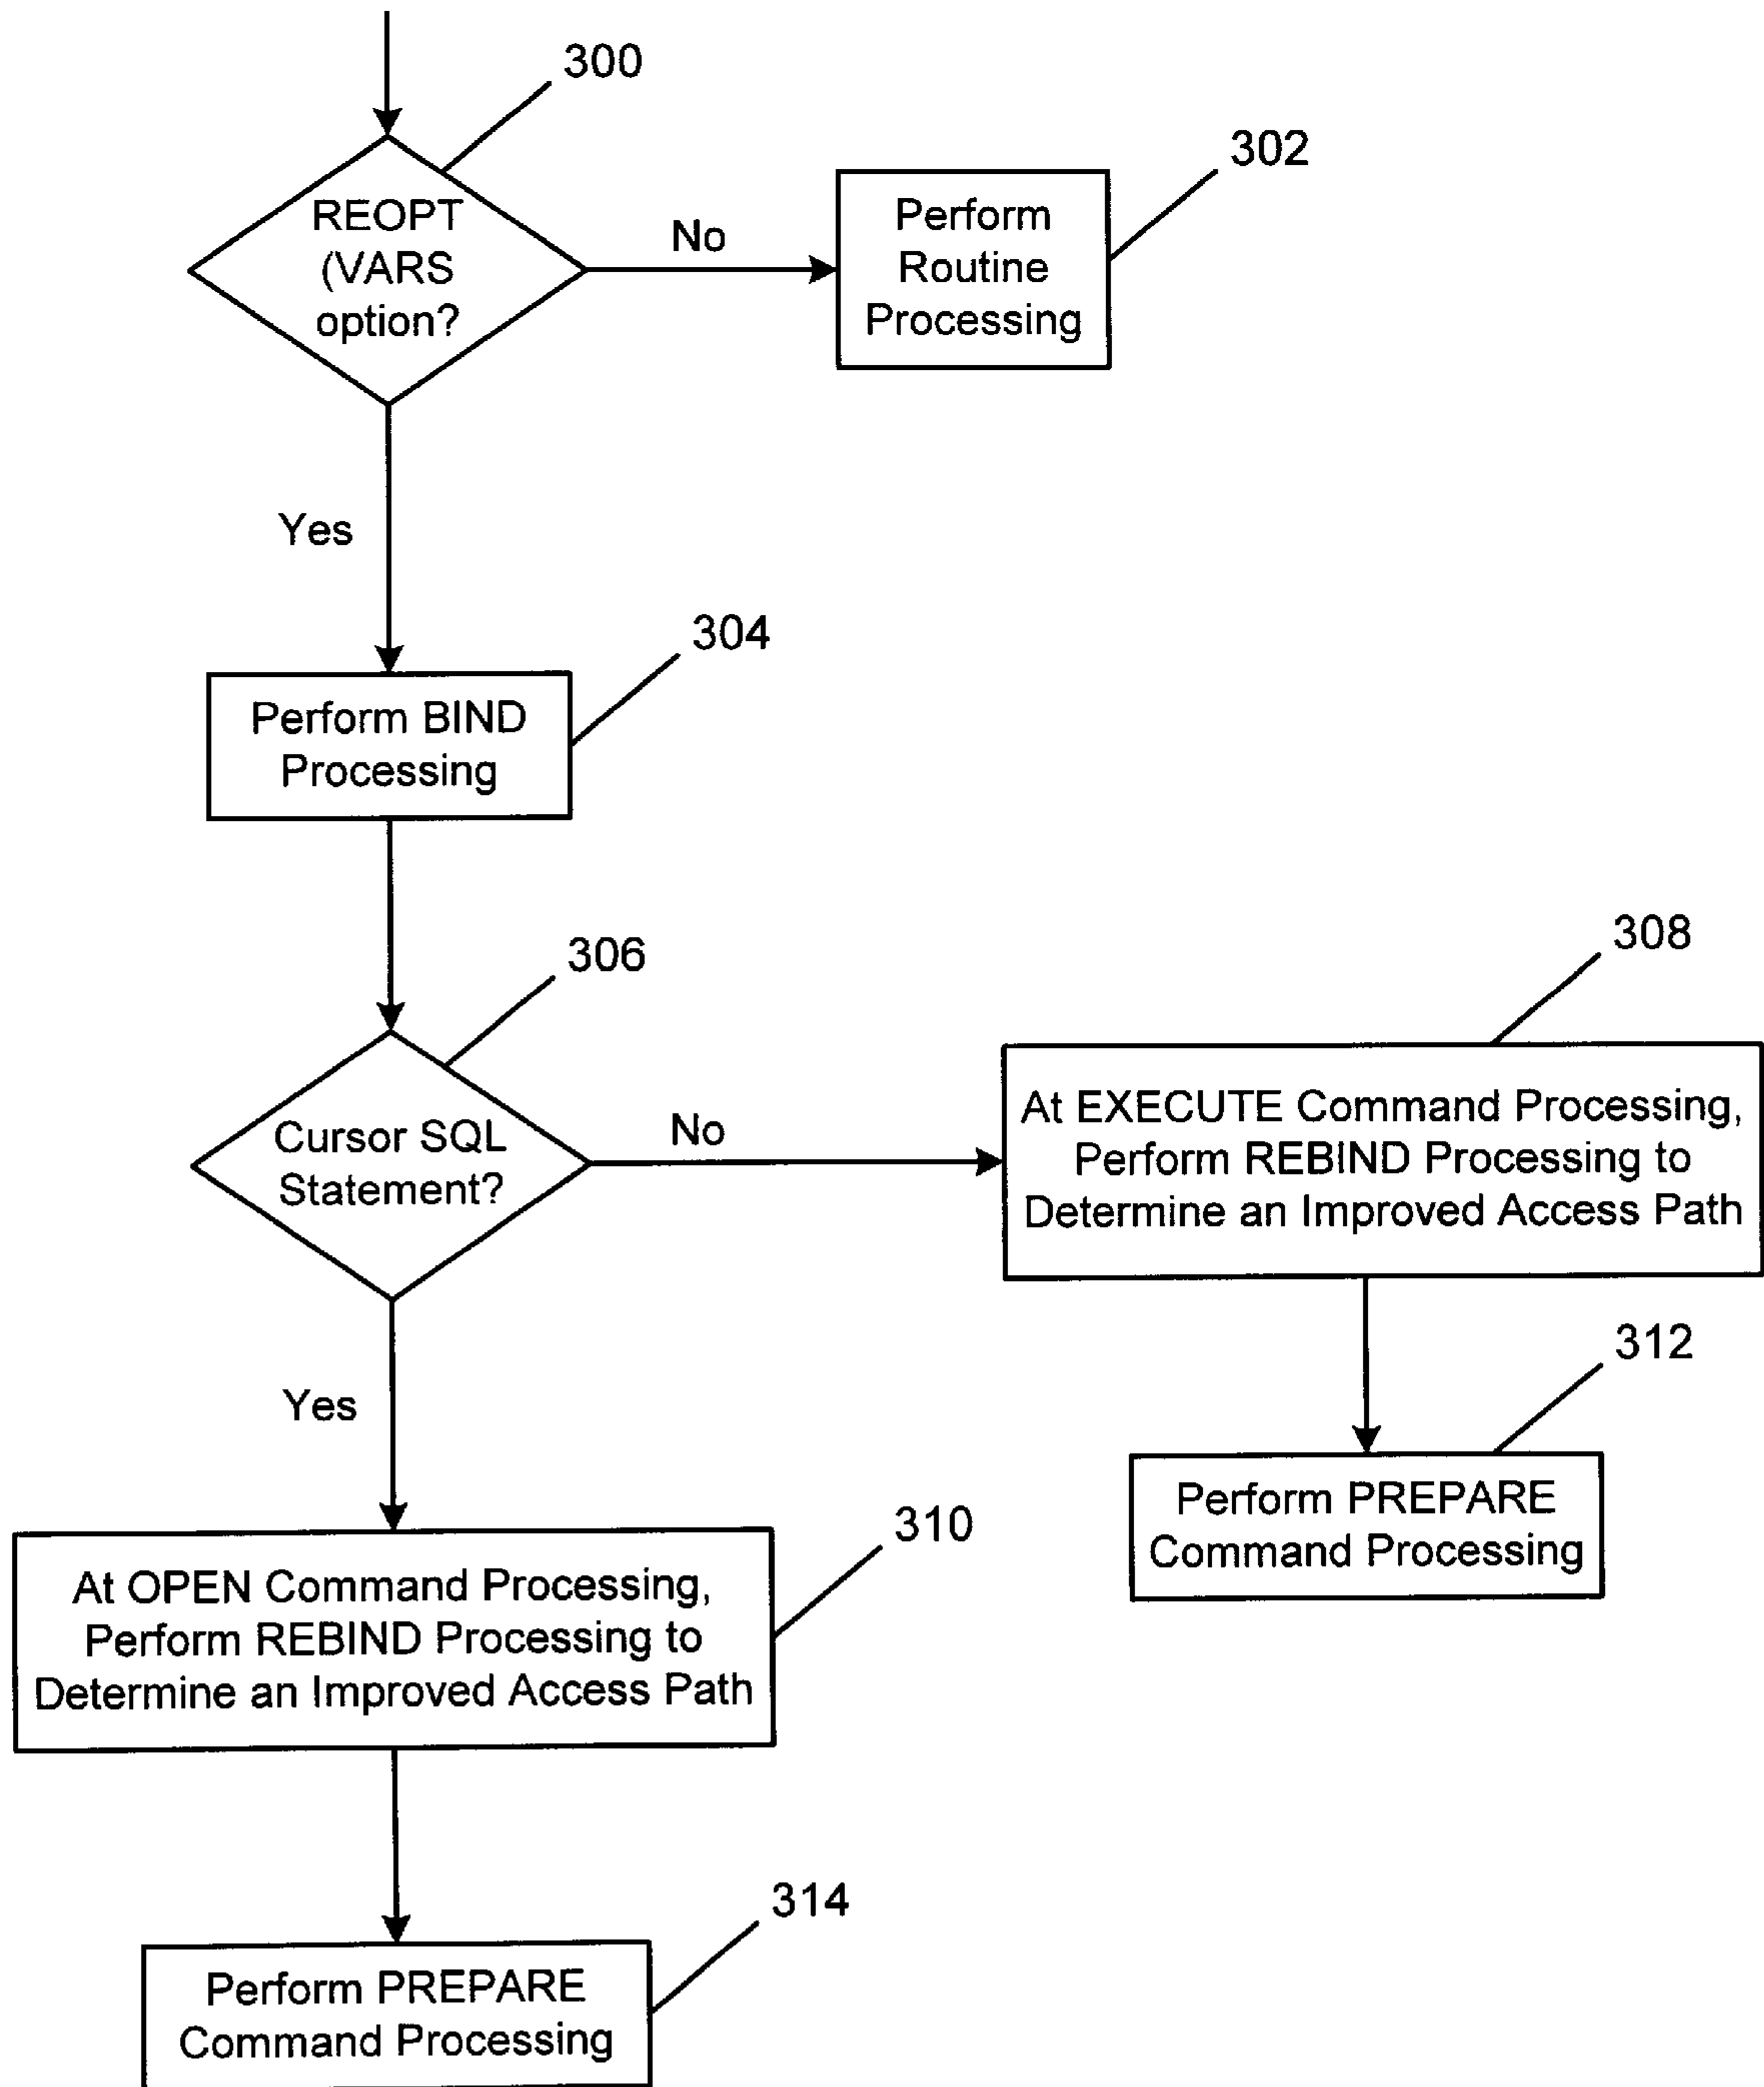 300
REOPT
(VARS
option?
No
302
Perform
Routine
Processing
Yes
304
Perform BIND
Processing
306
Cursor SQL
Statement?
No
308
At EXECUTE Command Processing,
Perform REBIND Processing to
Determine an Improved Access Path
312
Perform PREPARE
Command Processing
Yes
310
At OPEN Command Processing,
Perform REBIND Processing to
Determine an Improved Access Path
314
Perform PREPARE
Command Processing